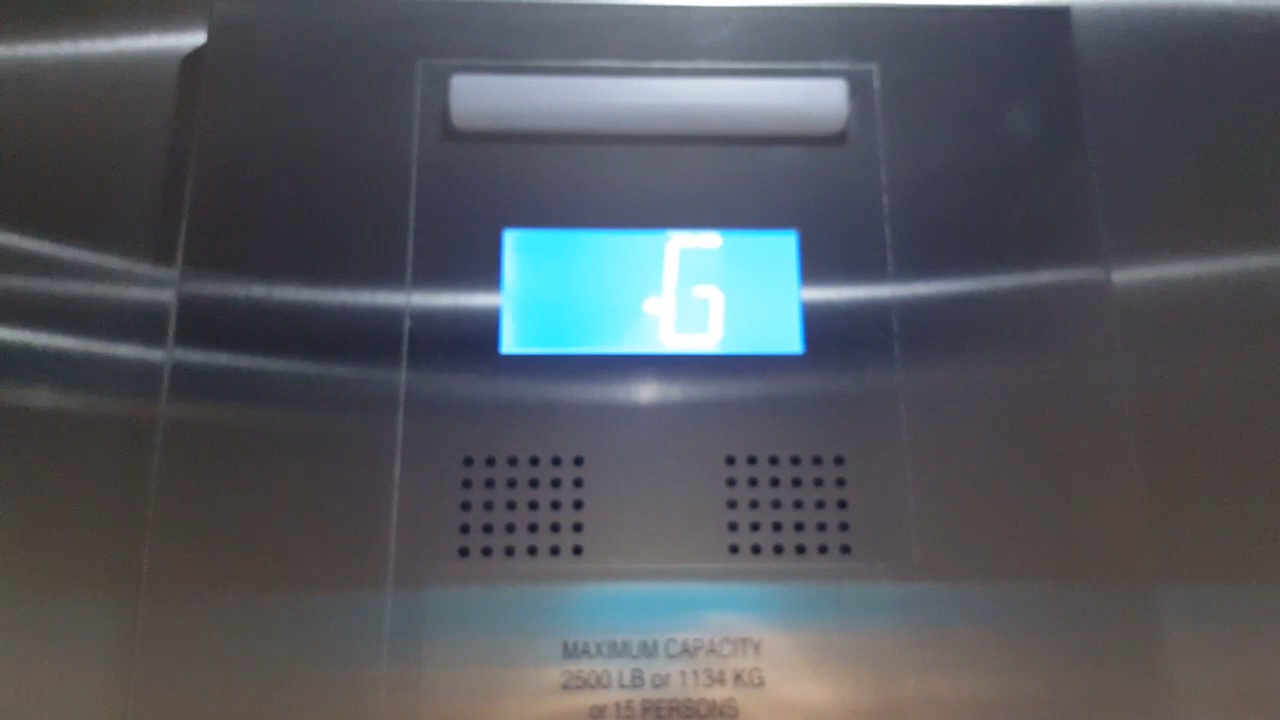 G
MAXIMUM CAPACITY
2500 LB or 1134 KG
or 15 PERSONS